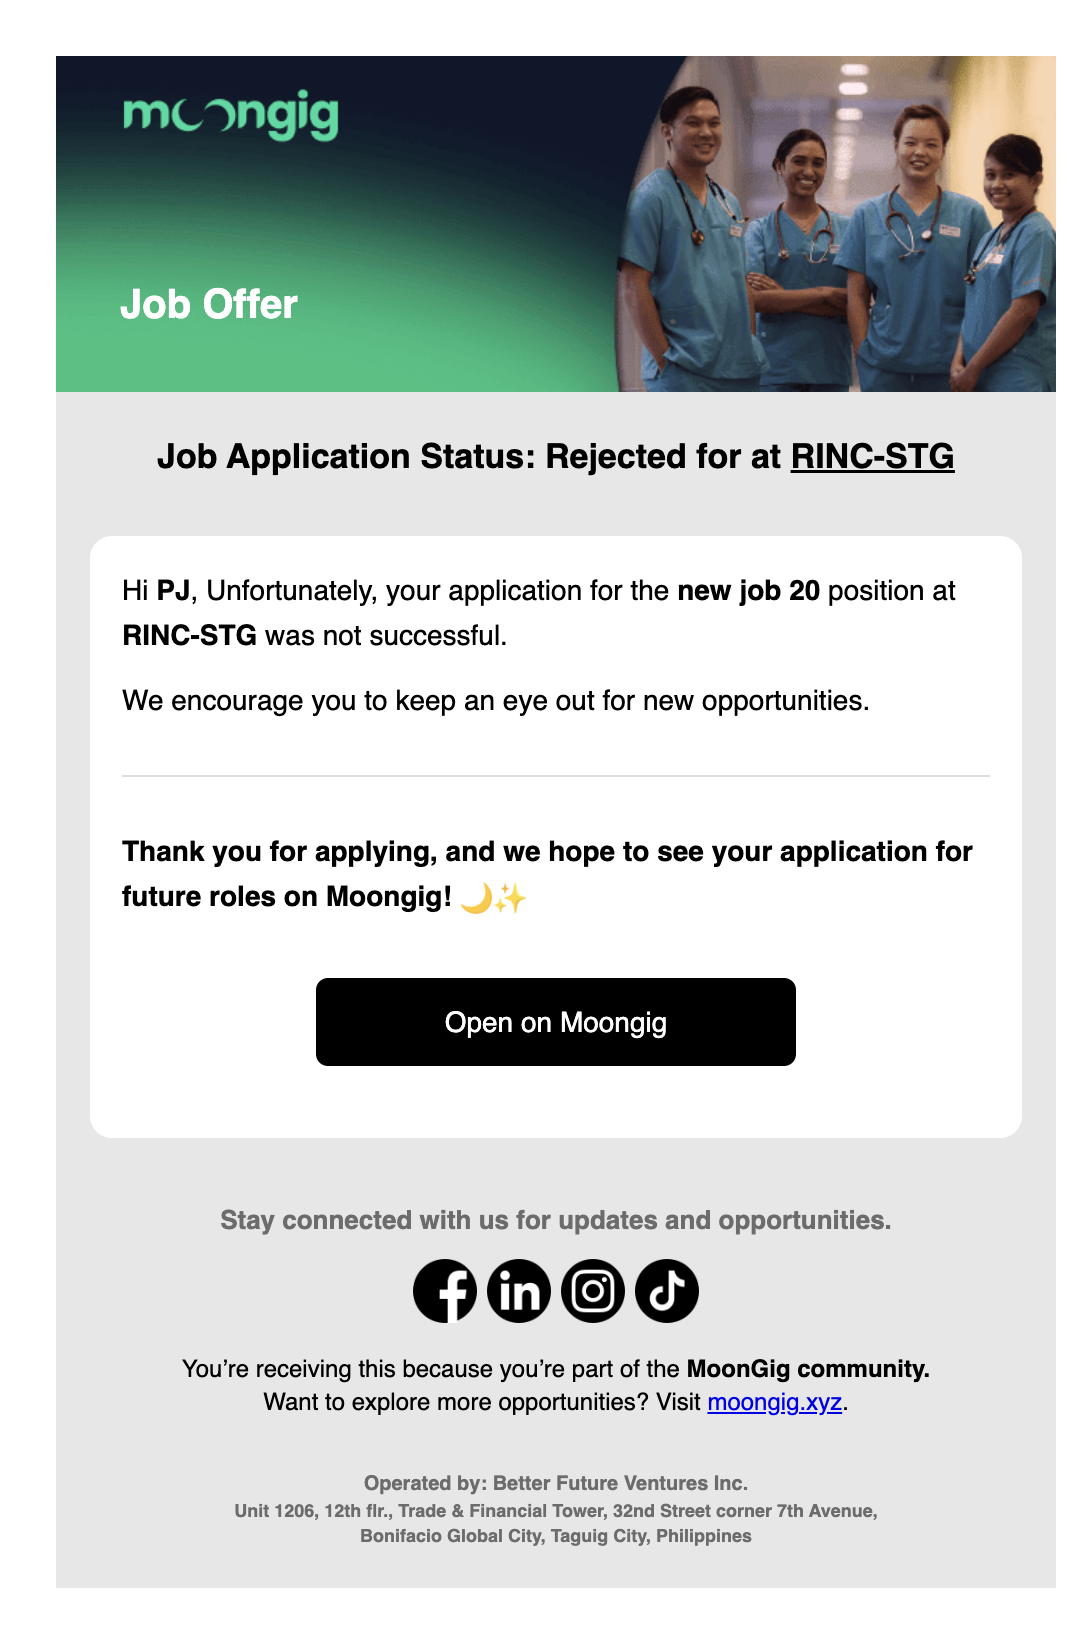 moongig
Job Offer
Job Application Status: Rejected for at RINC-STG
Hi PJ, Unfortunately, your application for the new job 20 position at
RINC-STG was not successful.
We encourage you to keep an eye out for new opportunities.
Thank you for applying, and we hope to see your application for
future roles on Moongig! 🌙✨
Open on Moongig
Stay connected with us for updates and opportunities.
You’re receiving this because you’re part of the MoonGig community.
Want to explore more opportunities? Visit moongig.xyz.
Operated by: Better Future Ventures Inc.
Unit 1206, 12th flr., Trade & Financial Tower, 32nd Street corner 7th Avenue,
Bonifacio Global City, Taguig City, Philippines